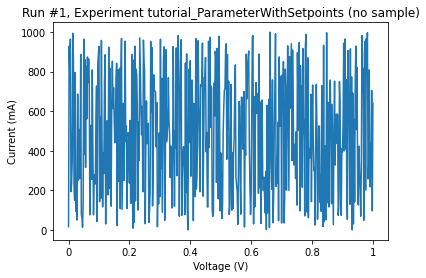 Run #1, Experiment tutorial_ParameterWithSetpoints (no sample)
1000
800
600
400
200
0
Current (mA)
0 0.2 0.4 0.6 0.8 1
Voltage (V)